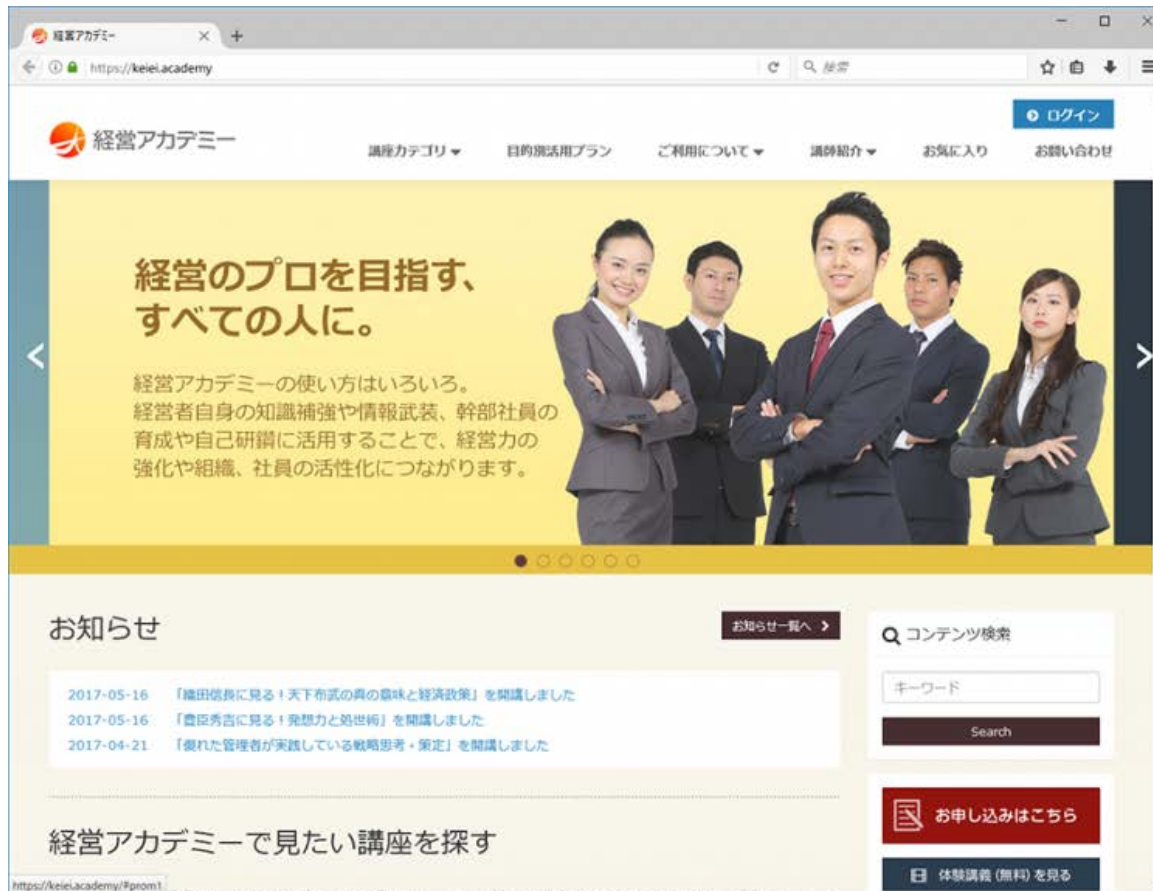 経営アカデミー
https://keiei.academy
検索
ログイン
経営アカデミー
講座カテゴリ
目的別活用プラン
ご利用について
講師紹介
お気に入り
お問い合わせ
経営のプロを目指す、
すべての人に。
経営アカデミーの使い方はいろいろ。
経営者自身の知識補強や情報武装、幹部社員の
育成や自己研鑚に活用することで、経営力の
強化や組織、社員の活性化につながります。
お知らせ
お知らせ一覧へ
2017-05-16 「織田信長に見る!天下布武の真の意味と経済政策」を開講しました
2017-05-16 「豊臣秀吉に見る!発想力と処世術」を開講しました
2017-04-21 「優れた管理者が実践している戦略思考・策定」を開講しました
コンテンツ検索
キーワード
Search
お申し込みはこちら
体験講義(無料)を見る
経営アカデミーで見たい講座を探す
https://keiei.academy/#prom1